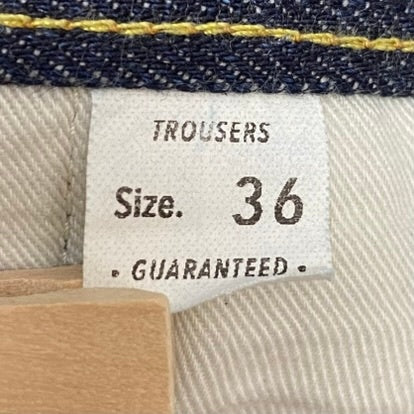 TROUSERS
Size. 36
· GUARANTEED ·